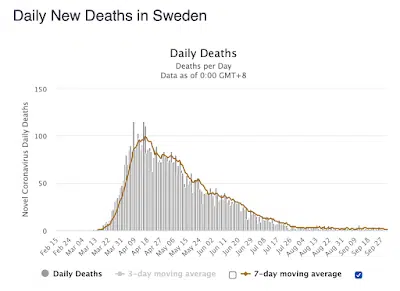 Daily New Deaths in Sweden
Daily Deaths
Deaths per Day
Data as of 0:00 GMT+8
Novel Coronavirus Daily Deaths
150
100
50
0
Feb 15
Feb 24
Mar 04
Mar 13
Mar 22
Mar 31
Apr 09
Apr 18
Apr 27
May 06
May 15
May 24
Jun 02
Jun 11
Jun 20
Jun 29
Jul 08
Jul 17
Jul 26
Aug 04
Aug 13
Aug 22
Aug 31
Sep 09
Sep 18
Sep 27
Daily Deaths
3-day moving average
7-day moving average